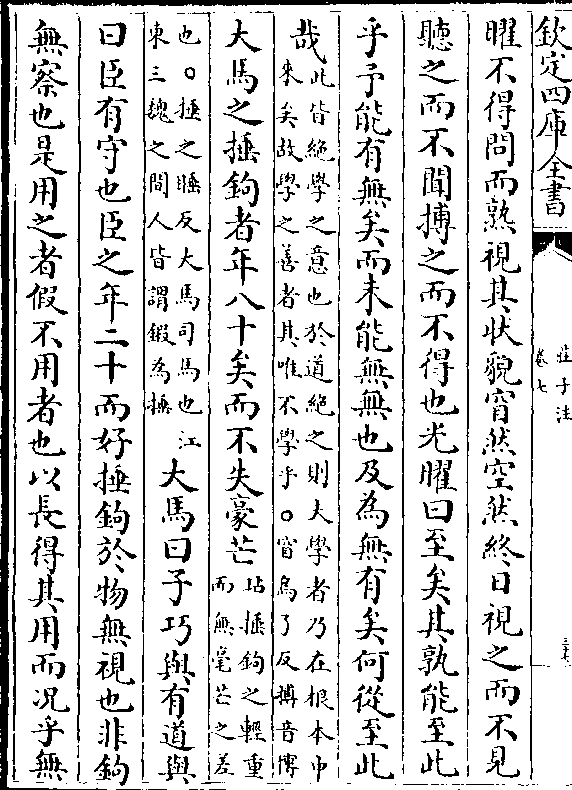 欽定四庫全書
莊子注
卷七
三十七
曜不得問而熟視其狀貌窅然空然終日視之而不見
聽之而不聞搏之而不得也光曜曰至矣其孰能至此
乎予能有無矣而未能無無也及為無有矣何從至此
哉此皆絶學之意也於道絶之則夫學者乃在根本中
來矣故學之善者其唯不學乎○窅烏了反搏音博
大馬之捶鉤者年八十矣而不失豪芒玷捶鉤之輕重
而無毫芒之差
也○捶之睡反大馬司馬也江
東三魏之間人皆謂鍜為捶大馬曰子巧與有道與
曰臣有守也臣之年二十而好捶鉤於物無視也非鉤
無察也是用之者假不用者也以長得其用而况乎無